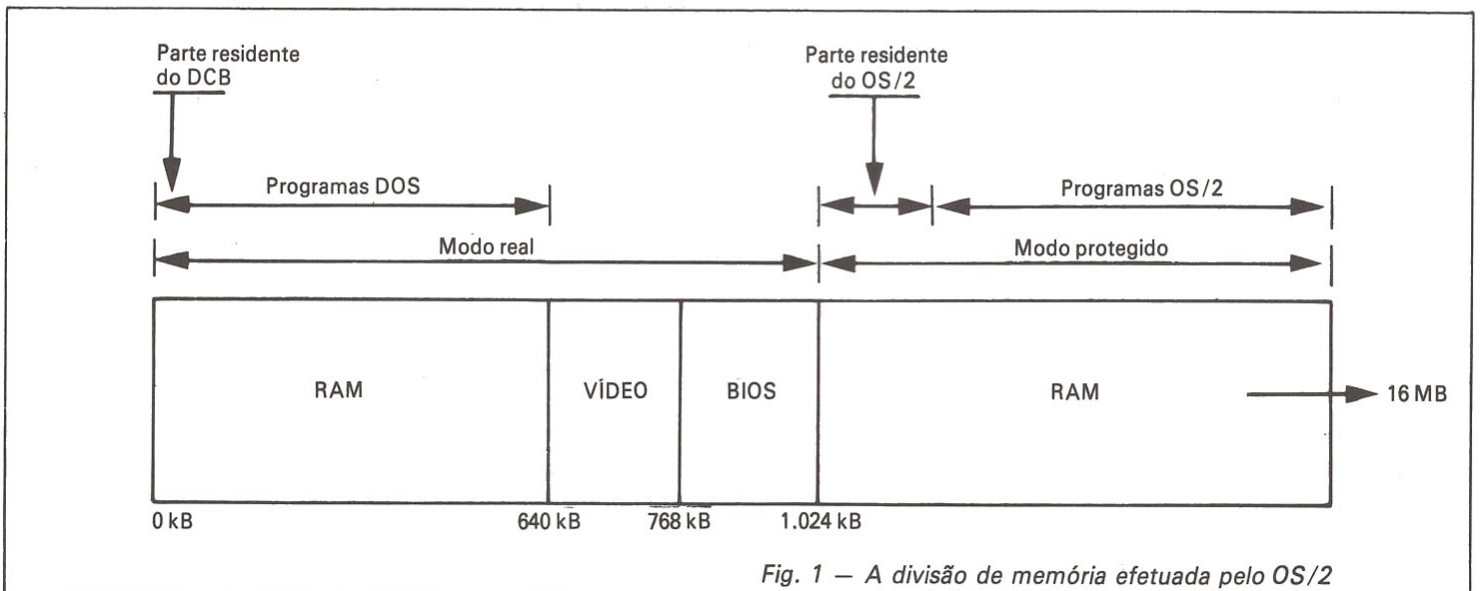 Parte residente
do DCB
Parte residente
do OS/2
Programas DOS
Programas OS/2
Modo real
Modo protegido
RAM
VÍDEO
BIOS
RAM
16 MB
0 kB
640 kB
768 kB
1.024 kB
Fig. 1 — A divisão de memória efetuada pelo OS/2